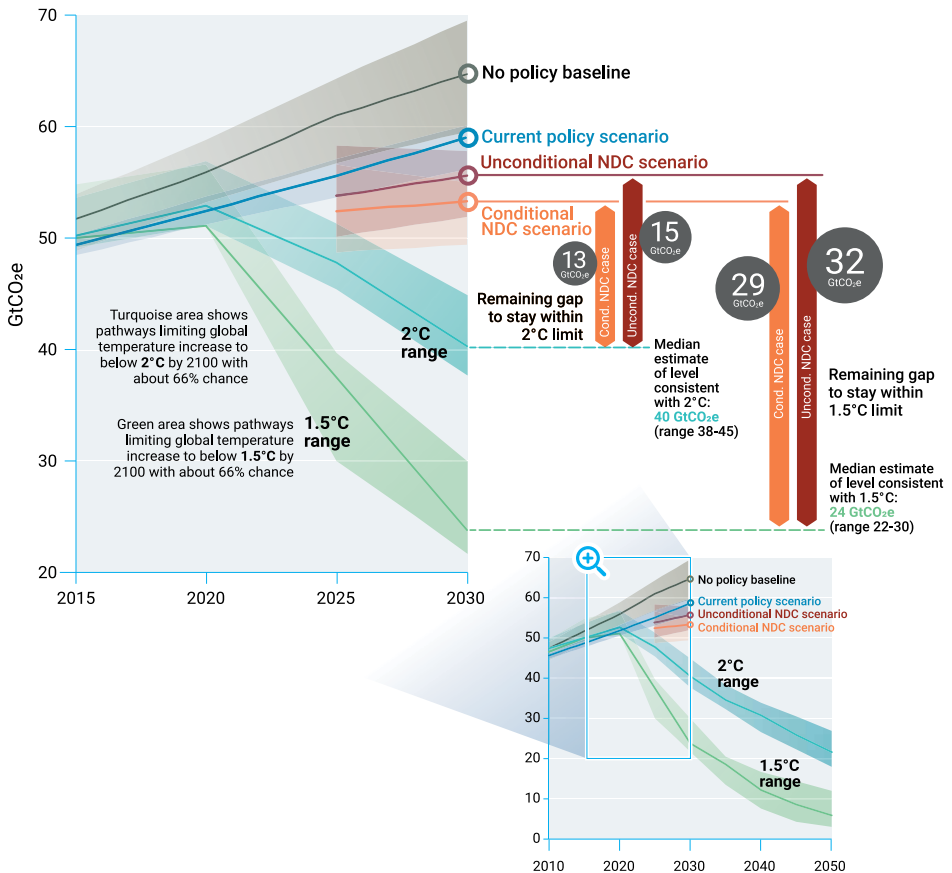 70
60
50
40
30
20
GtCO₂e
2015
2020
2025
2030
No policy baseline
Current policy scenario
Unconditional NDC scenario
Conditional
NDC scenario
Turquoise area shows
pathways limiting global
temperature increase to
below 2°C by 2100 with
about 66% chance
Green area shows pathways
limiting global temperature
increase to below 1.5°C by
2100 with about 66% chance
2°C
range
1.5°C
range
13
GtCO₂e
15
GtCO₂e
Cond. NDC case
Uncond. NDC case
Remaining gap
to stay within
2°C limit
Median
estimate
of level
consistent
with 2°C:
40 GtCO₂e
(range 38-45)
29
GtCO₂e
32
GtCO₂e
Cond. NDC case
Uncond. NDC case
Remaining gap
to stay within
1.5°C limit
Median estimate
of level consistent
with 1.5°C:
24 GtCO₂e
(range 22-30)
70
60
50
40
30
20
10
0
2010
2020
2030
2040
2050
No policy baseline
Current policy scenario
Unconditional NDC scenario
Conditional NDC scenario
2°C
range
1.5°C
range